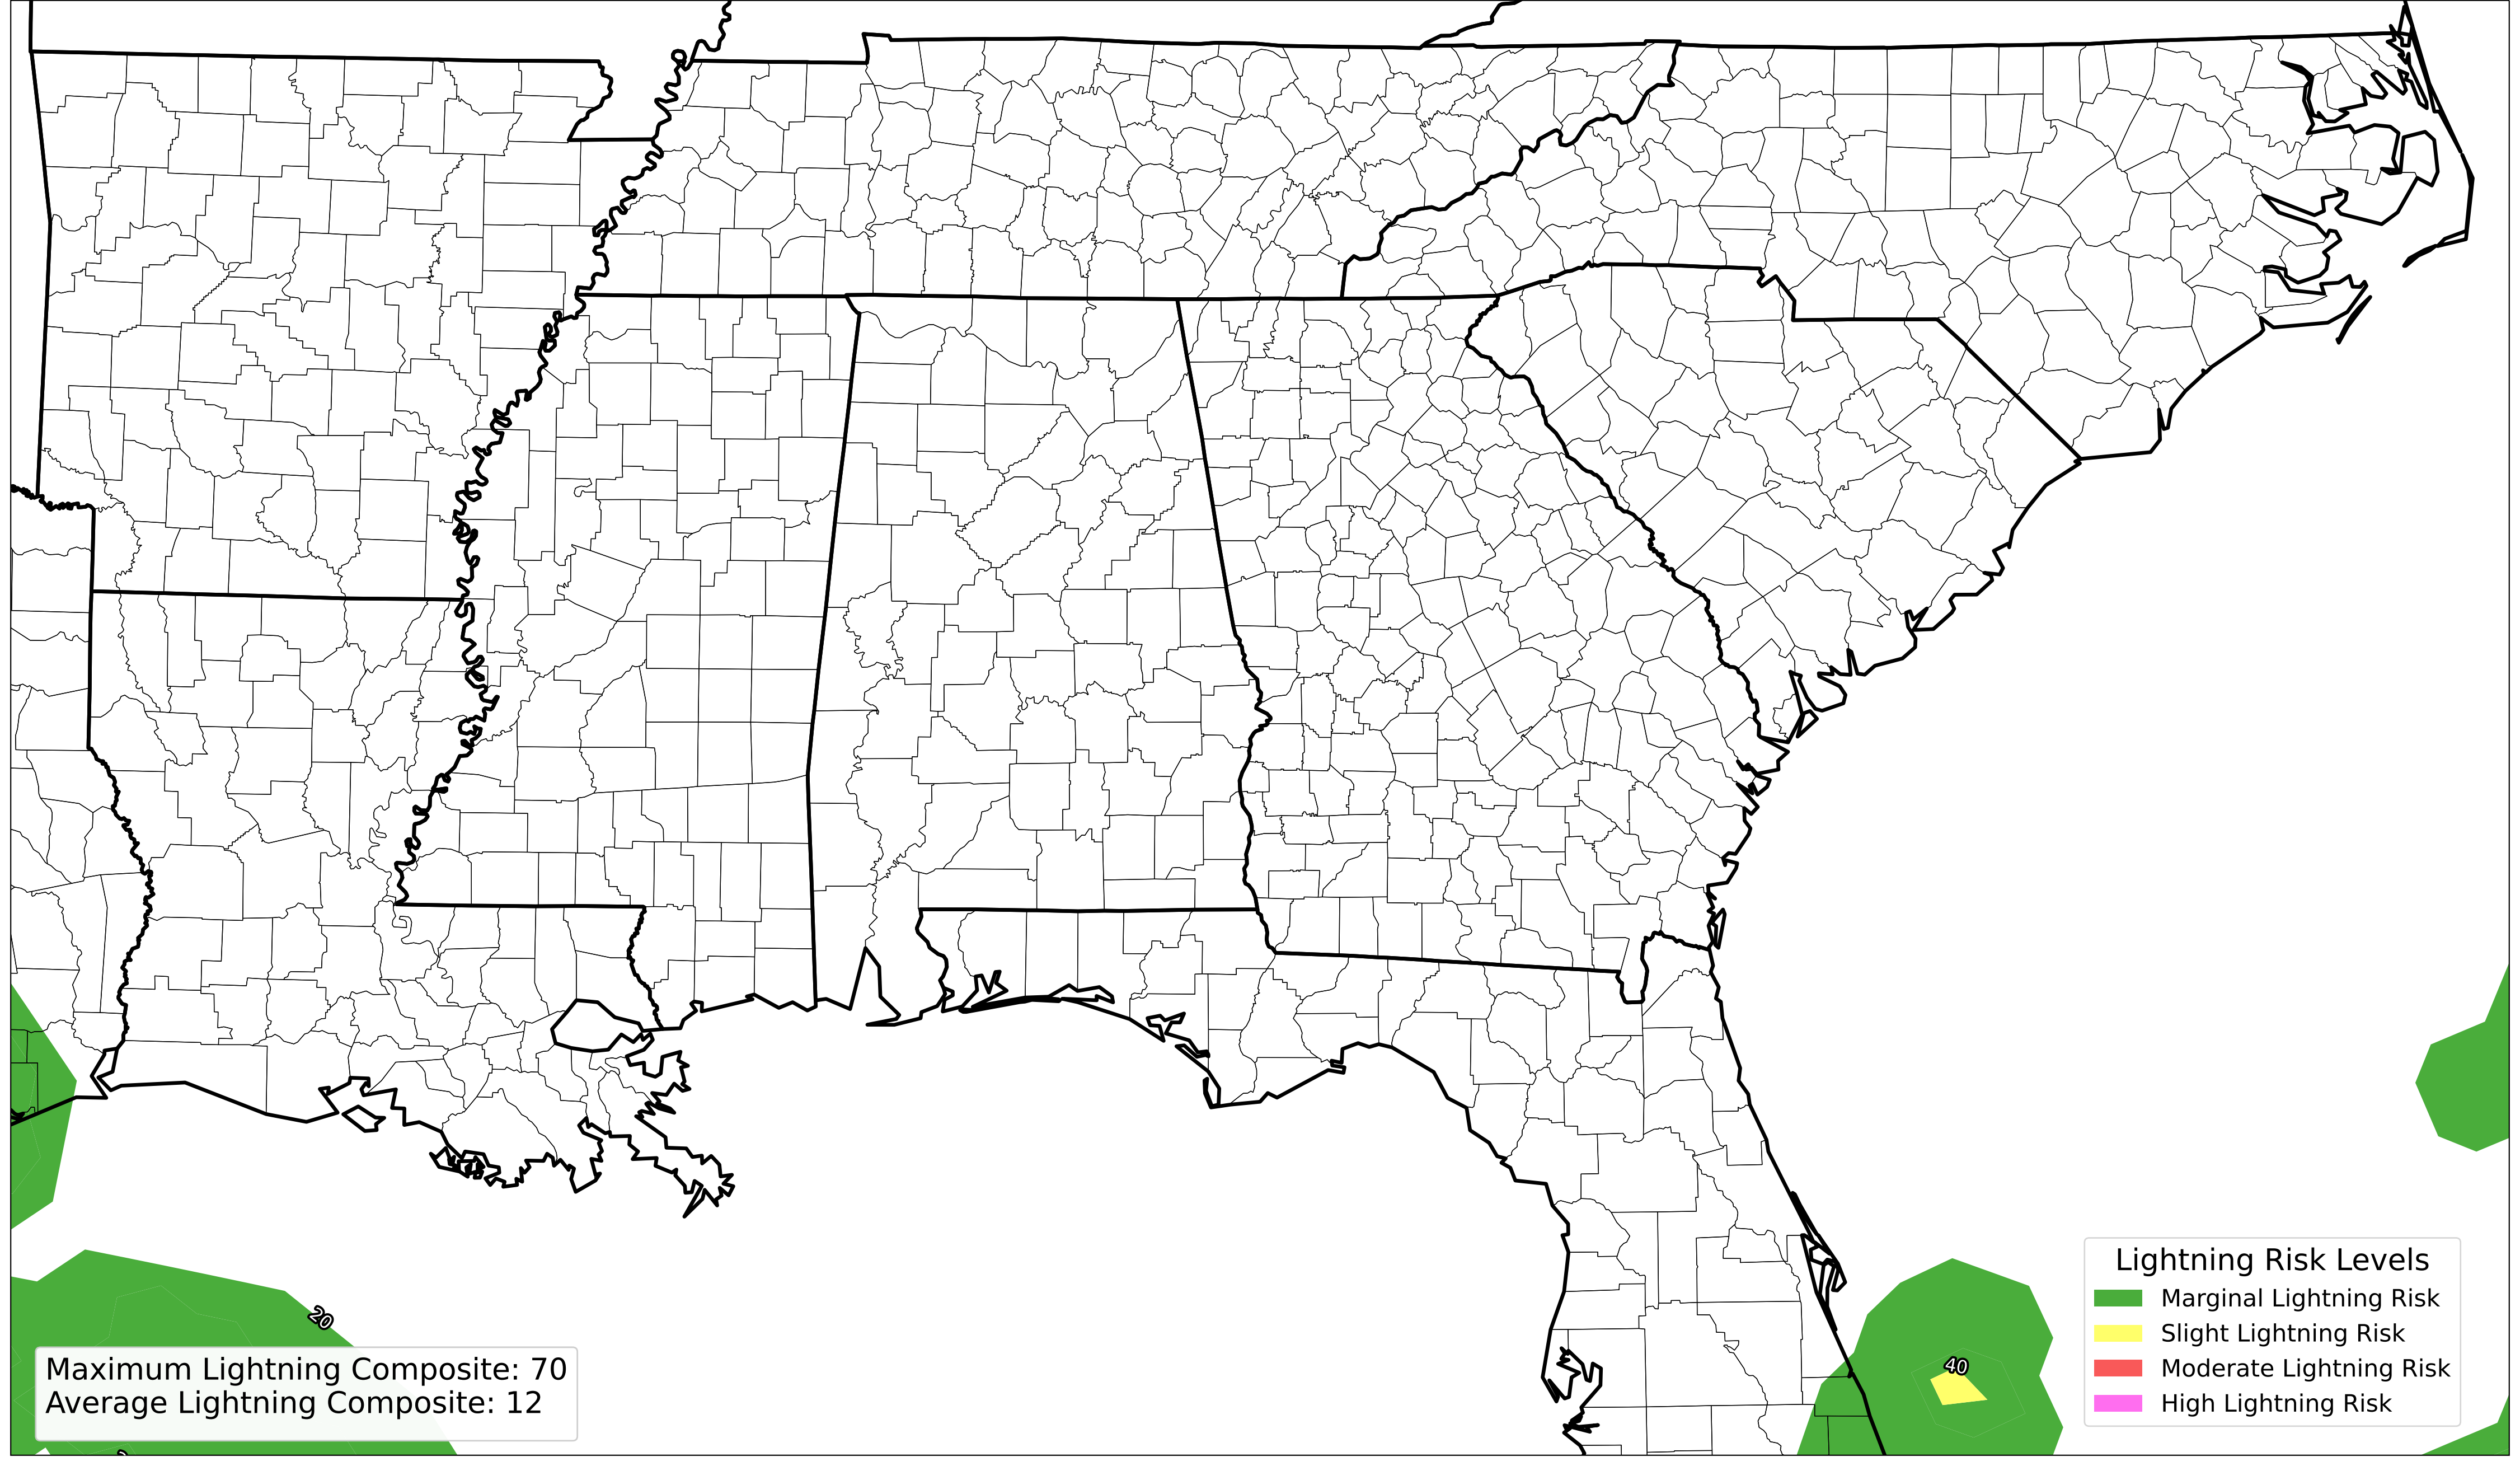 20
Maximum Lightning Composite: 70
Average Lightning Composite: 12
40
Lightning Risk Levels
Marginal Lightning Risk
Slight Lightning Risk
Moderate Lightning Risk
High Lightning Risk